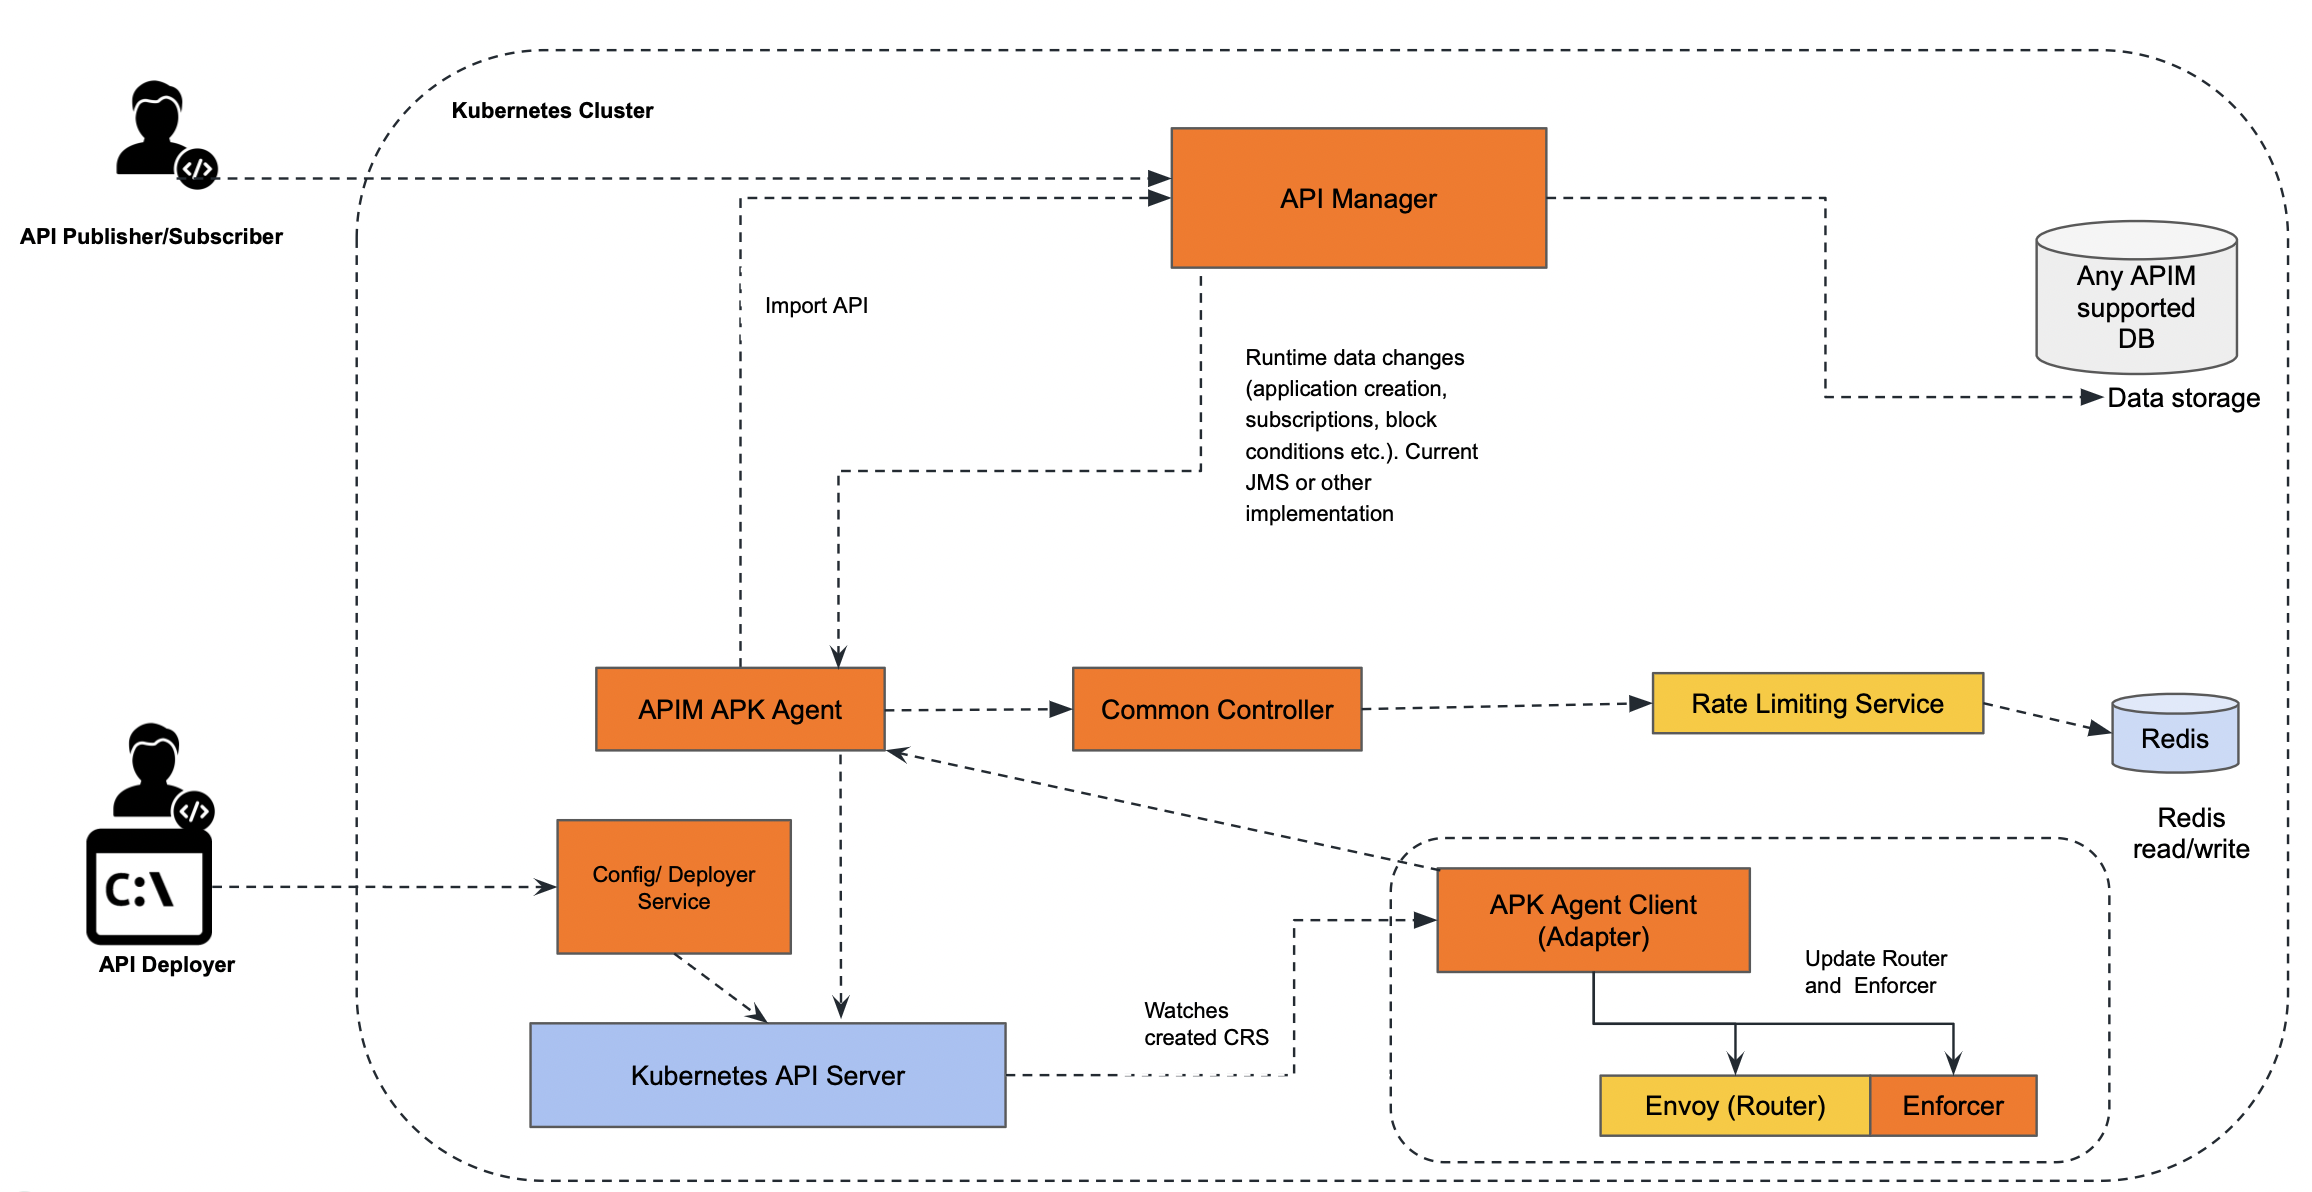 Kubernetes Cluster
API Publisher/Subscriber
</>
API Manager
Any APIM
supported
DB
Data storage
Import API
Runtime data changes
(application creation,
subscriptions, block
conditions etc.). Current
JMS or other
implementation
APIM APK Agent
Common Controller
Rate Limiting Service
Redis
Redis
read/write
</>
C:\
API Deployer
Config/ Deployer
Service
Kubernetes API Server
Watches
created CRS
APK Agent Client
(Adapter)
Update Router
and  Enforcer
Envoy (Router)
Enforcer